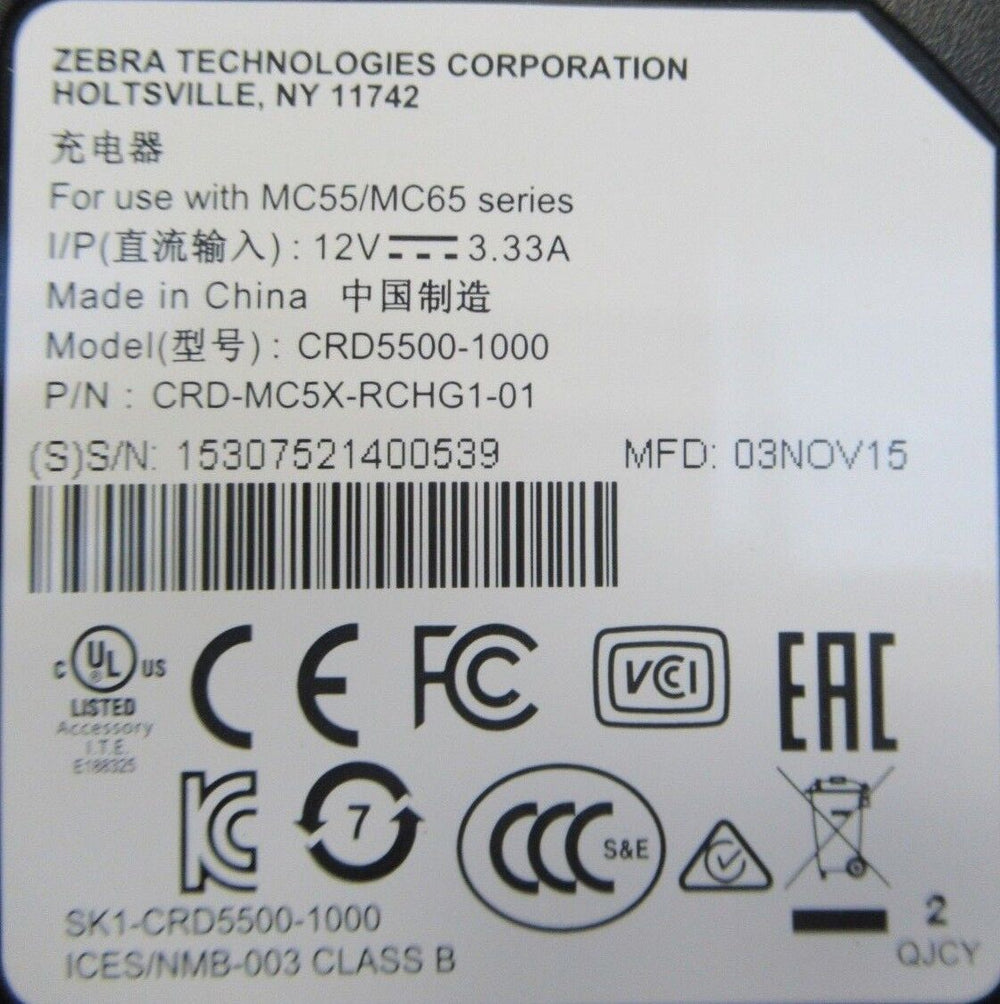 ZEBRA TECHNOLOGIES CORPORATION
HOLTSVILLE, NY 11742
充电器
For use with MC55/MC65 series
I/P(直流输入) : 12V⎓3.33A
Made in China 中国制造
Model(型号) : CRD5500-1000
P/N : CRD-MC5X-RCHG1-01
(S)S/N: 15307521400539 MFD: 03NOV15
C UL ® US
LISTED
Accessory
I.T.E.
E188325
CE
FC
VCI
EAC
KC
7
CCC S&E
SK1-CRD5500-1000
ICES/NMB-003 CLASS B
2
QJCY